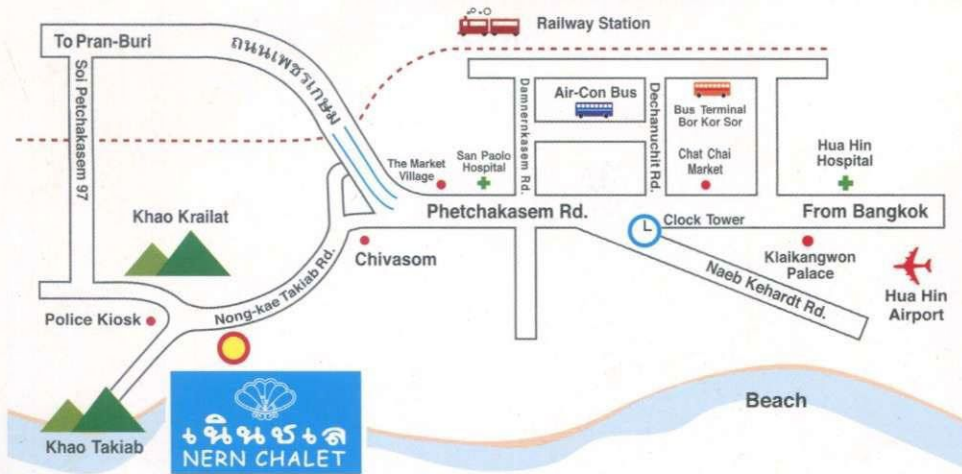 Railway Station
To Pran-Buri
ถนนเพชรเกษม
Soi Petchakasem 97
Air-Con Bus
Damnernkasem Rd.
Dechanuchit Rd.
Bus Terminal
Bor Kor Sor
The Market
Village
San Paolo
Hospital
Chat Chai
Market
Hua Hin
Hospital
Khao Krailat
Phetchakasem Rd.
Clock Tower
From Bangkok
Chivasom
Nong-kae Takiab Rd.
Naeb Kehardt Rd.
Klaikangwon
Palace
Hua Hin
Airport
Police Kiosk
Khao Takiab
เนินชเล
NERN CHALET
Beach